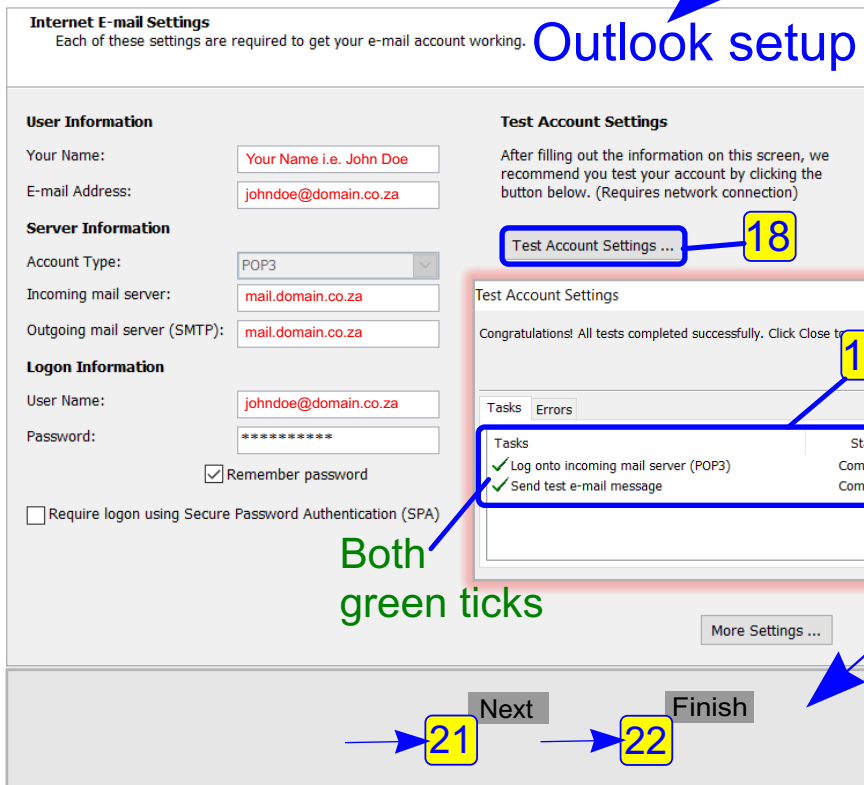 Internet E-mail Settings
Each of these settings are required to get your e-mail account working.
Outlook setup
User Information
Your Name:
Your Name i.e. John Doe
E-mail Address:
johndoe@domain.co.za
Server Information
Account Type:
POP3
Incoming mail server:
mail.domain.co.za
Outgoing mail server (SMTP):
mail.domain.co.za
Logon Information
User Name:
johndoe@domain.co.za
Password:
**********
Remember password
Require logon using Secure Password Authentication (SPA)
Test Account Settings
After filling out the information on this screen, we
recommend you test your account by clicking the
button below. (Requires network connection)
Test Account Settings ...
18
Test Account Settings
Congratulations! All tests completed successfully. Click Close
Tasks
Errors
Tasks
Log onto incoming mail server (POP3)
Send test e-mail message
Both
green ticks
More Settings ...
Next
Finish
21
22